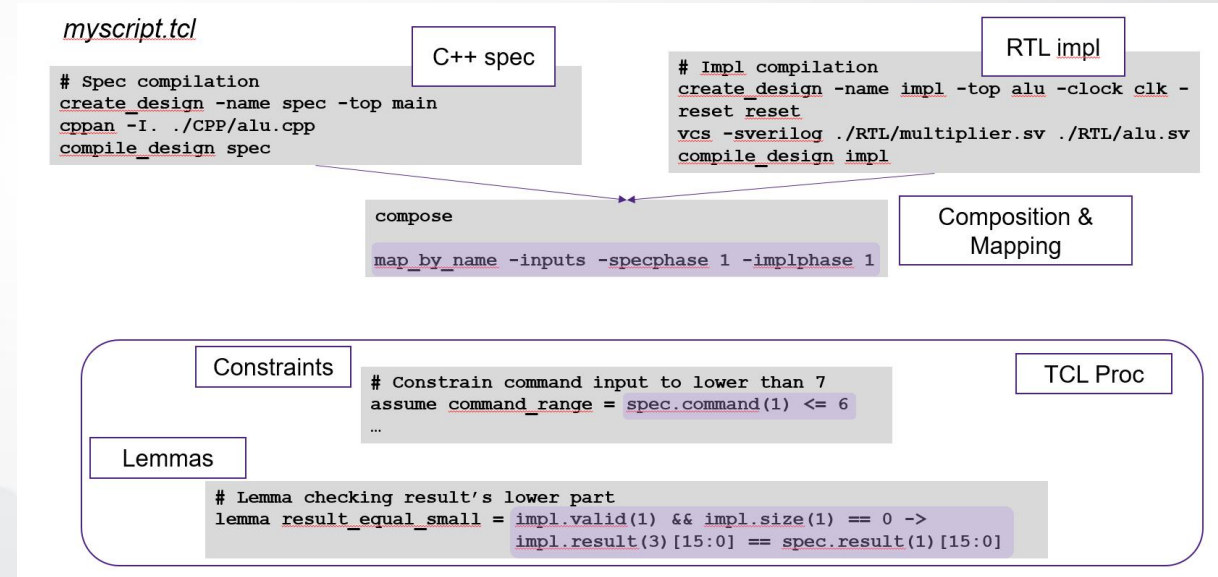 myscript.tcl
C++ spec
# Spec compilation
create_design -name spec -top main
cppan -I. ./CPP/alu.cpp
compile_design spec
RTL impl
# Impl compilation
create_design -name impl -top alu -clock clk -
reset reset
vcs -sverilog ./RTL/multiplier.sv ./RTL/alu.sv
compile_design impl
compose
map_by_name -inputs -specphase 1 -implphase 1
Composition &
Mapping
Constraints
# Constrain command input to lower than 7
assume command_range = spec.command(1) <= 6
…
TCL Proc
Lemmas
# Lemma checking result’s lower part
lemma result_equal_small = impl.valid(1) && impl.size(1) == 0 ->
impl.result(3)[15:0] == spec.result(1)[15:0]